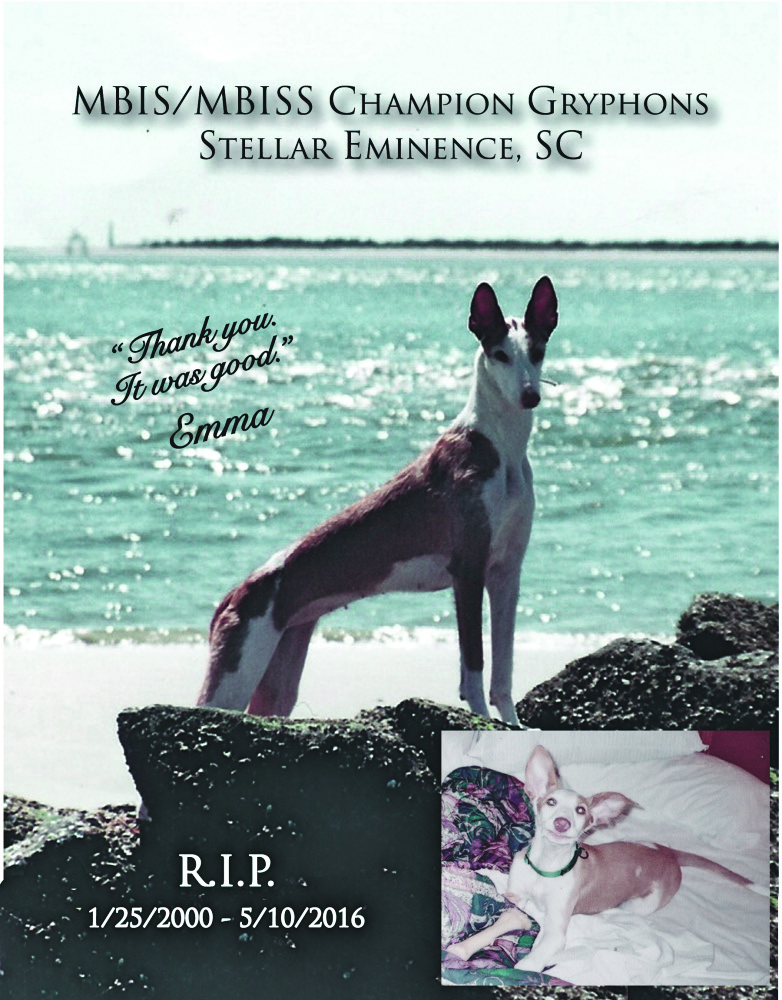 MBIS/MBISS Champion Gryphons
Stellar Eminence, SC
“Thank you.
It was good.”
Emma
R.I.P.
1/25/2000 - 5/10/2016